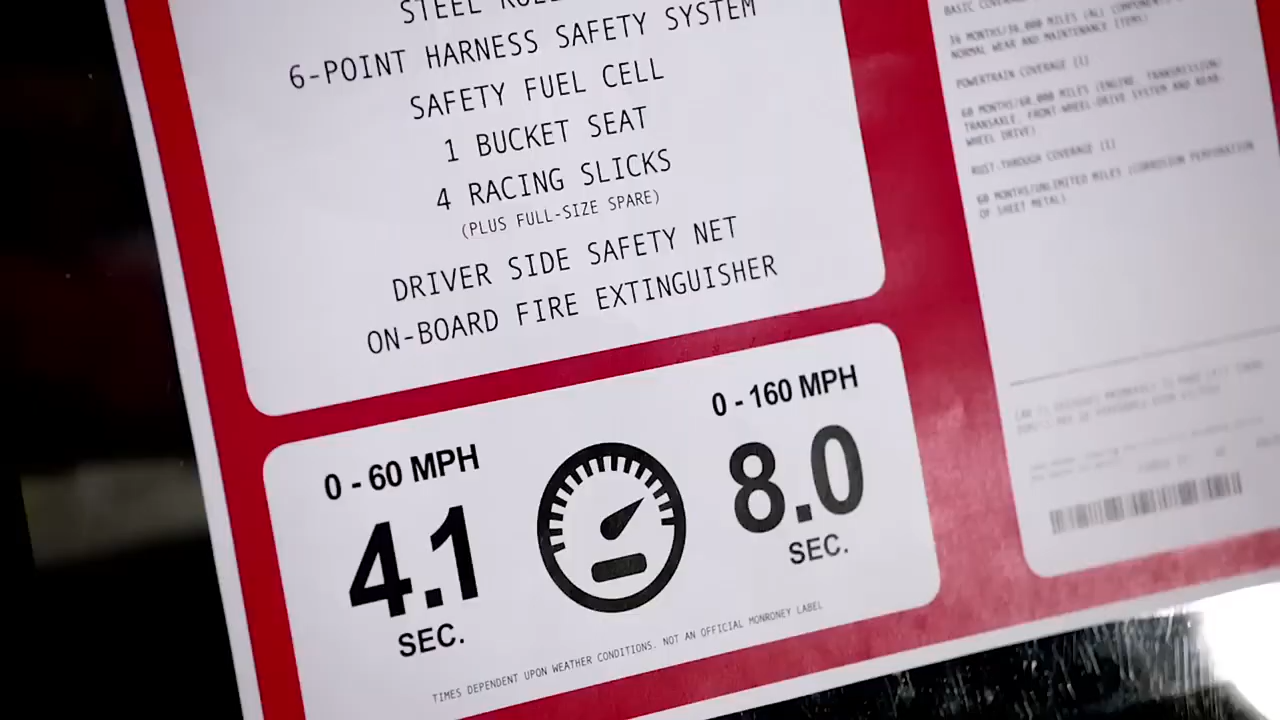 STEEL
6-POINT HARNESS SAFETY SYSTEM
SAFETY FUEL CELL
1 BUCKET SEAT
4 RACING SLICKS
(PLUS FULL-SIZE SPARE)
DRIVER SIDE SAFETY NET
ON-BOARD FIRE EXTINGUISHER
0 - 60 MPH
4.1
SEC.
0 - 160 MPH
8.0
SEC.
TIMES DEPENDENT UPON WEATHER CONDITIONS. NOT AN OFFICIAL MONRONEY LABEL
BASIC
36 MONTHS/36,000 MILES (ALL COMPONENTS
NORMAL WEAR AND MAINTENANCE ITEMS)
POWERTRAIN COVERAGE (1)
60 MONTHS/60,000 MILES (ENGINE, TRANSMISSION/
TRANSAXLE, FRONT-WHEEL-DRIVE SYSTEM AND REAR-
WHEEL DRIVE)
RUST-THROUGH COVERAGE (1)
60 MONTHS/UNLIMITED MILES (CORROSION PERFORATION
OF SHEET METAL)